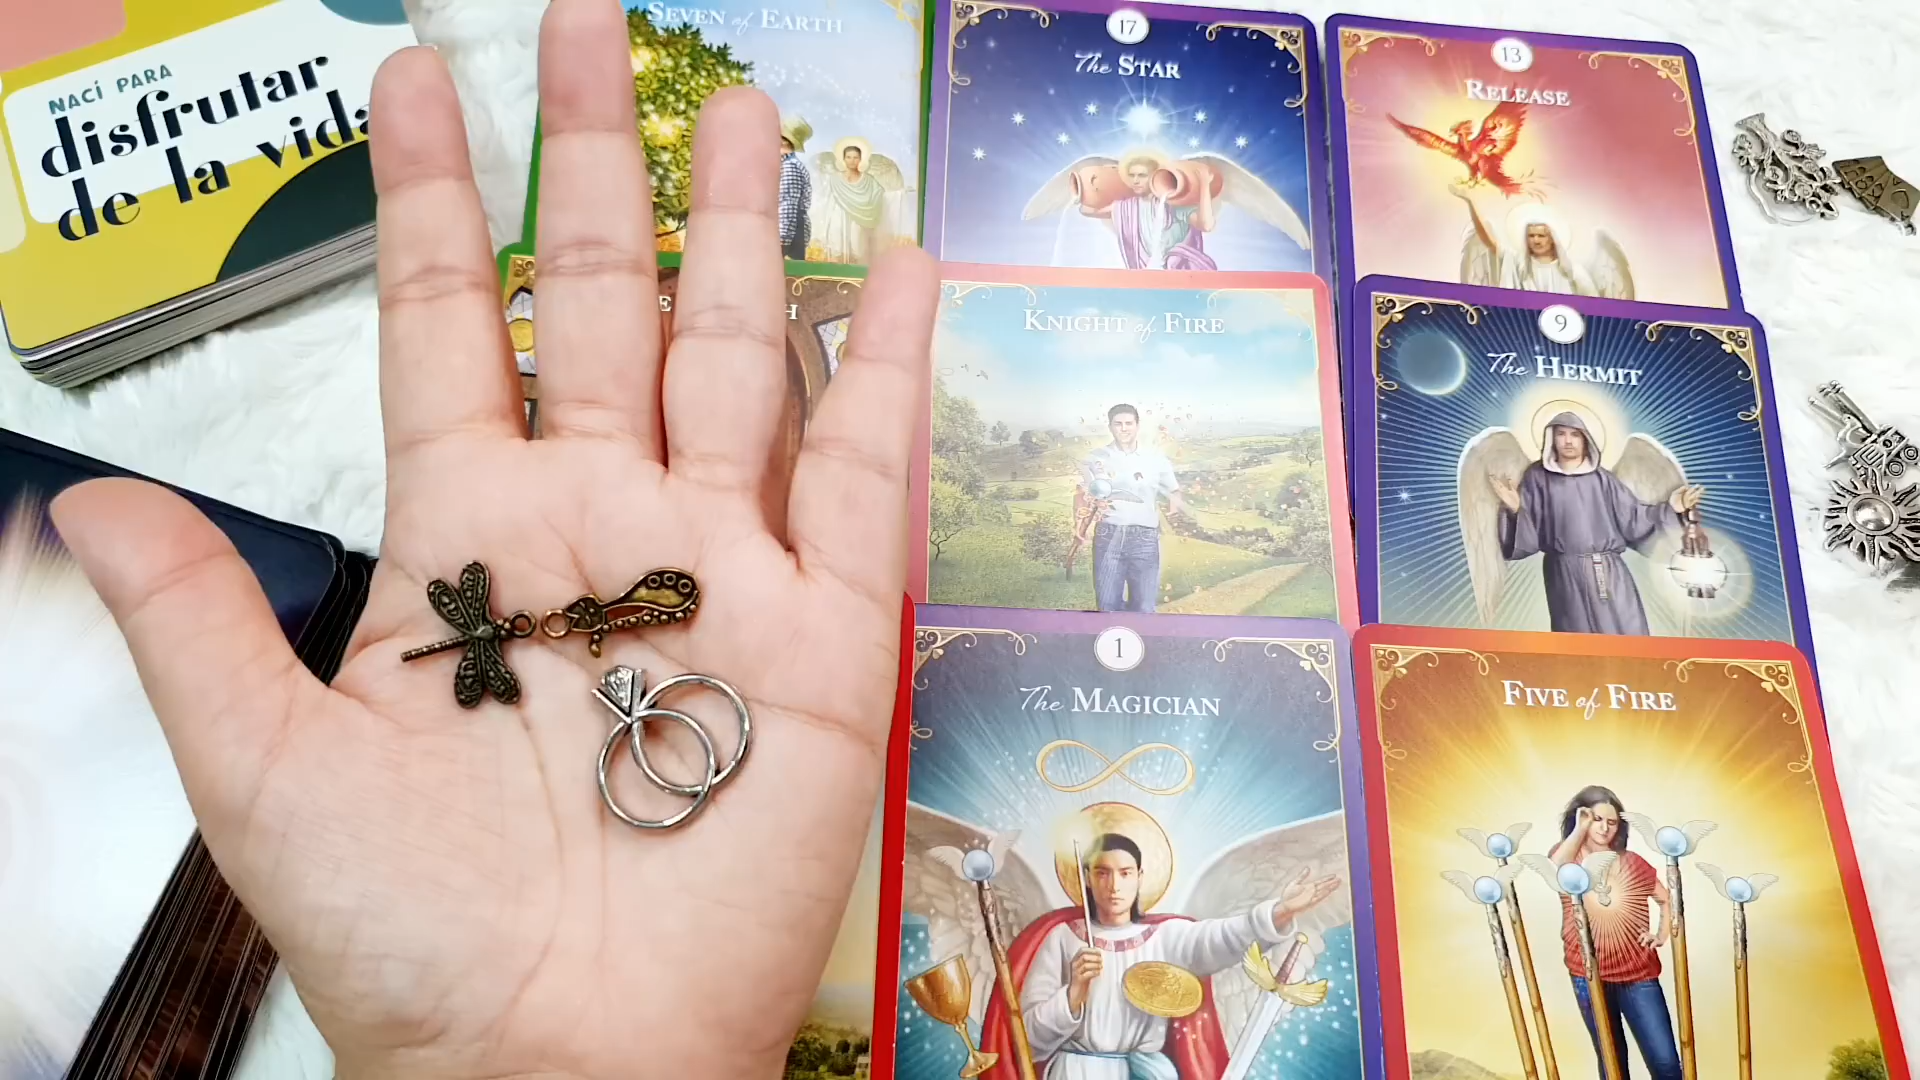 NACÍ PARA
disfrutar
de la vida
SEVEN of EARTH
17
The STAR
13
RELEASE
KNIGHT of FIRE
9
The HERMIT
1
The MAGICIAN
FIVE of FIRE